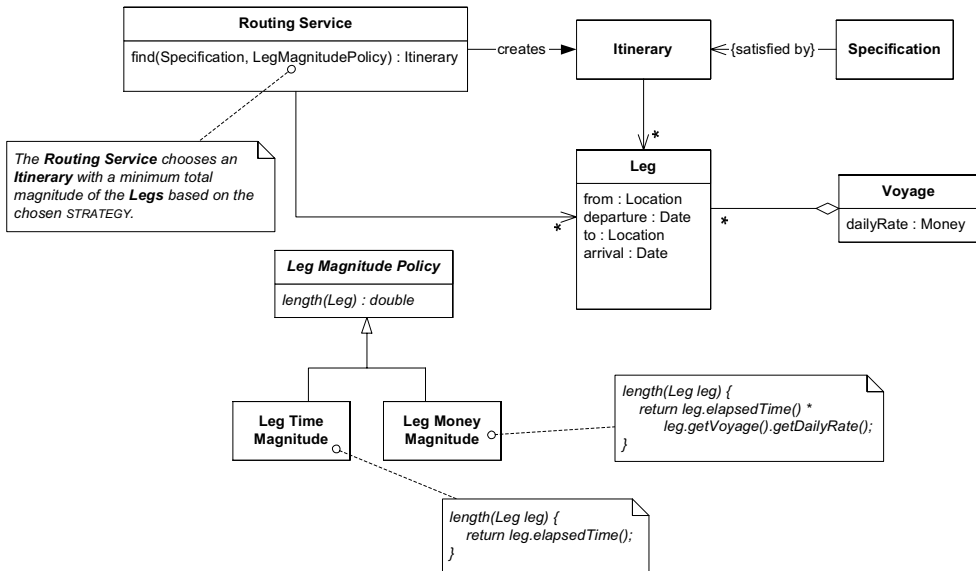 Routing Service
find(Specification, LegMagnitudePolicy) : Itinerary
creates
Itinerary
{satisfied by}
Specification
The Routing Service chooses an
Itinerary with a minimum total
magnitude of the Legs based on the
chosen STRATEGY.
*
*
Leg
from : Location
departure : Date
to : Location
arrival : Date
*
Voyage
dailyRate : Money
Leg Magnitude Policy
length(Leg) : double
Leg Time
Magnitude
Leg Money
Magnitude
length(Leg leg) {
return leg.elapsedTime() *
leg.getVoyage().getDailyRate();
}
length(Leg leg) {
return leg.elapsedTime();
}